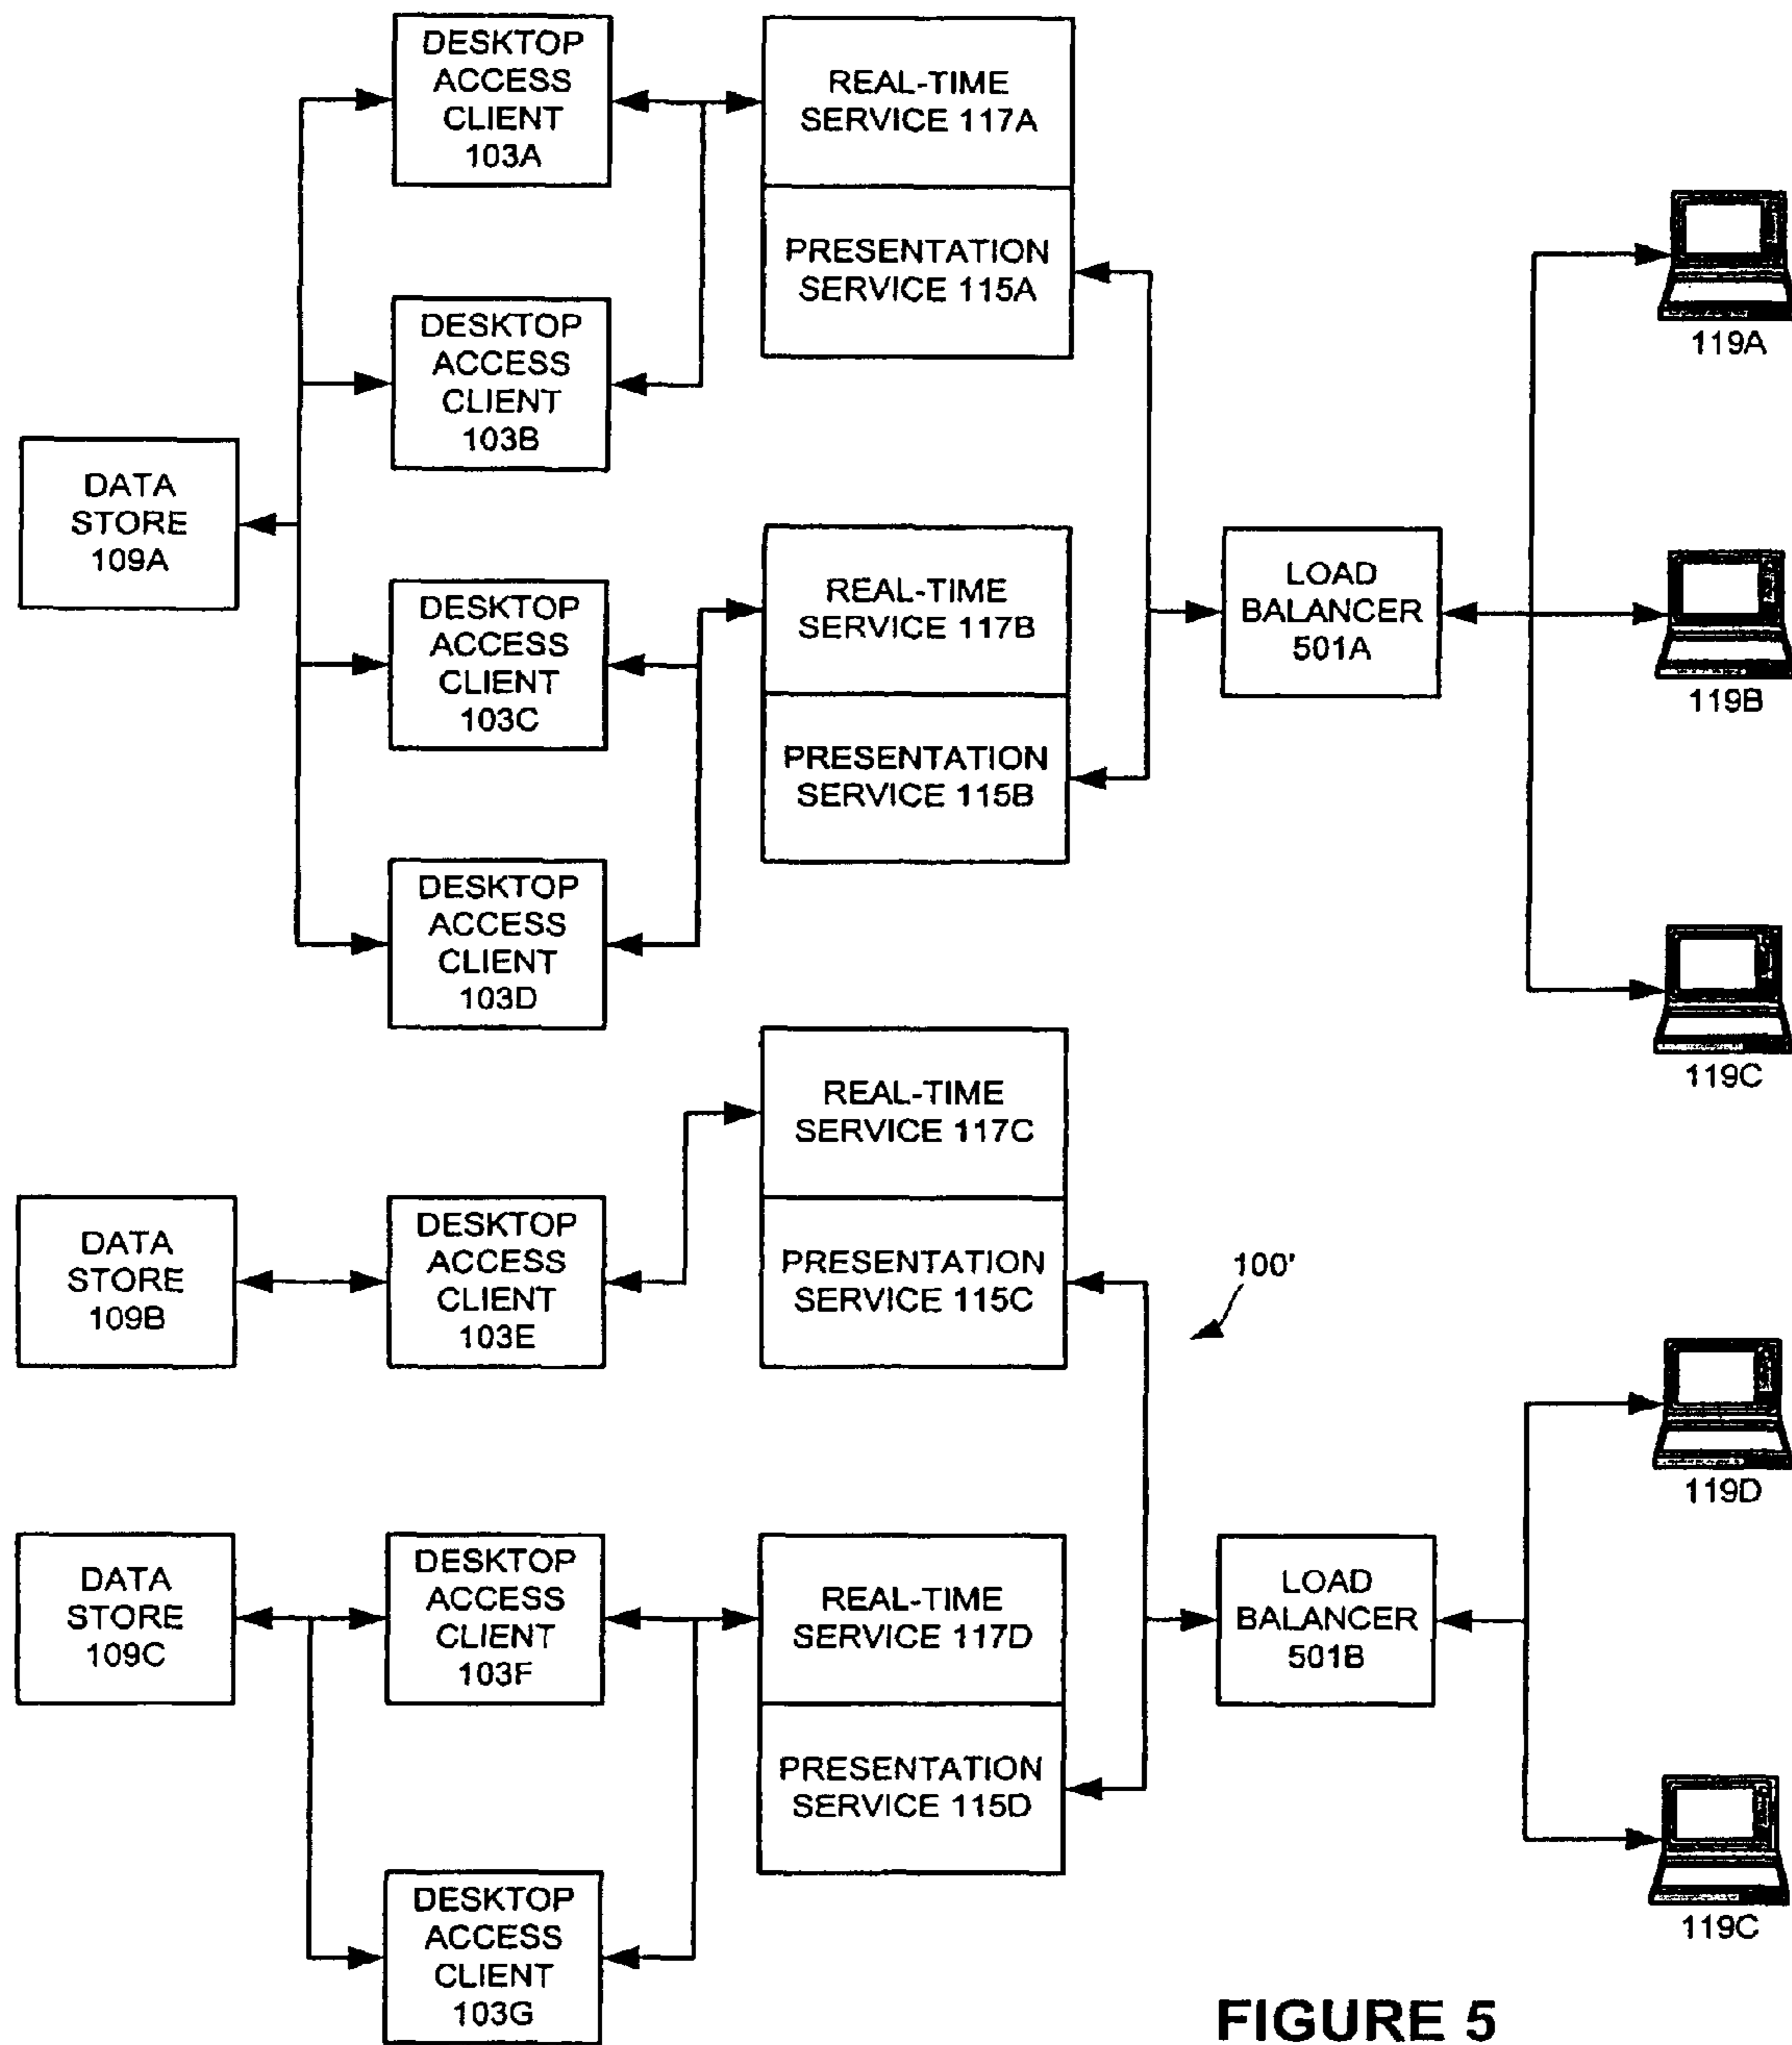 DESKTOP
ACCESS
CLIENT
103A
REAL-TIME
SERVICE 117A
PRESENTATION
SERVICE 115A
119A
DESKTOP
ACCESS
CLIENT
103B
DATA
STORE
109A
REAL-TIME
SERVICE 117B
PRESENTATION
SERVICE 115B
LOAD
BALANCER
501A
119B
DESKTOP
ACCESS
CLIENT
103C
DESKTOP
ACCESS
CLIENT
103D
119C
REAL-TIME
SERVICE 117C
PRESENTATION
SERVICE 115C
DATA
STORE
109B
DESKTOP
ACCESS
CLIENT
103E
100'
119D
DATA
STORE
109C
DESKTOP
ACCESS
CLIENT
103F
REAL-TIME
SERVICE 117D
PRESENTATION
SERVICE 115D
LOAD
BALANCER
501B
119C
DESKTOP
ACCESS
CLIENT
103G
FIGURE 5